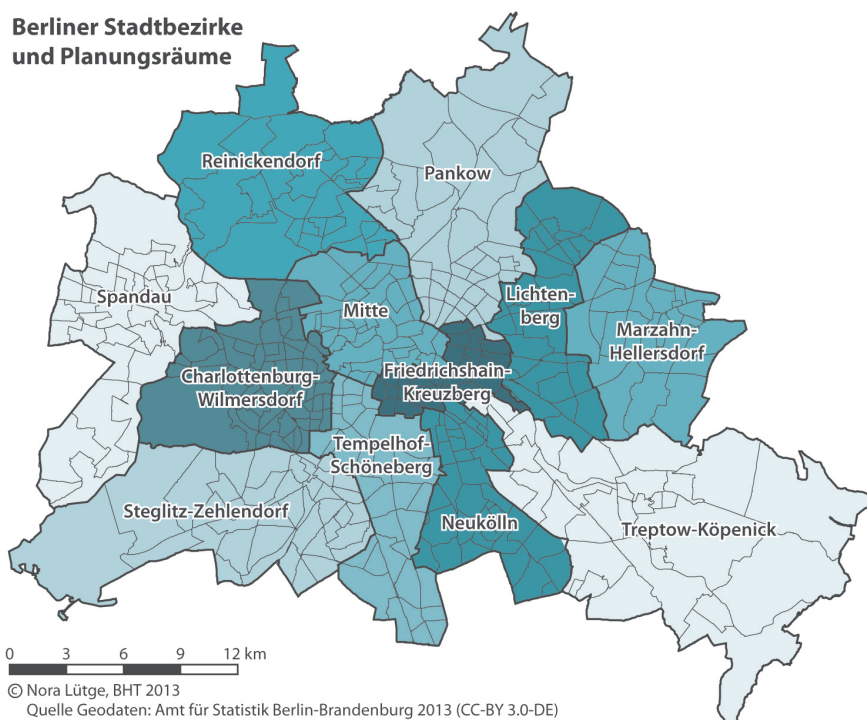 Berliner Stadtbezirke
und Planungsräume
Reinickendorf
Pankow
Spandau
Mitte
Lichten-
berg
Marzahn-
Hellersdorf
Charlottenburg-
Wilmersdorf
Friedrichshain-
Kreuzberg
Tempelhof-
Schöneberg
Steglitz-Zehlendorf
Neukölln
Treptow-Köpenick
0 3 6 9 12 km
© Nora Lütge, BHT 2013
Quelle Geodaten: Amt für Statistik Berlin-Brandenburg 2013 (CC-BY 3.0-DE)